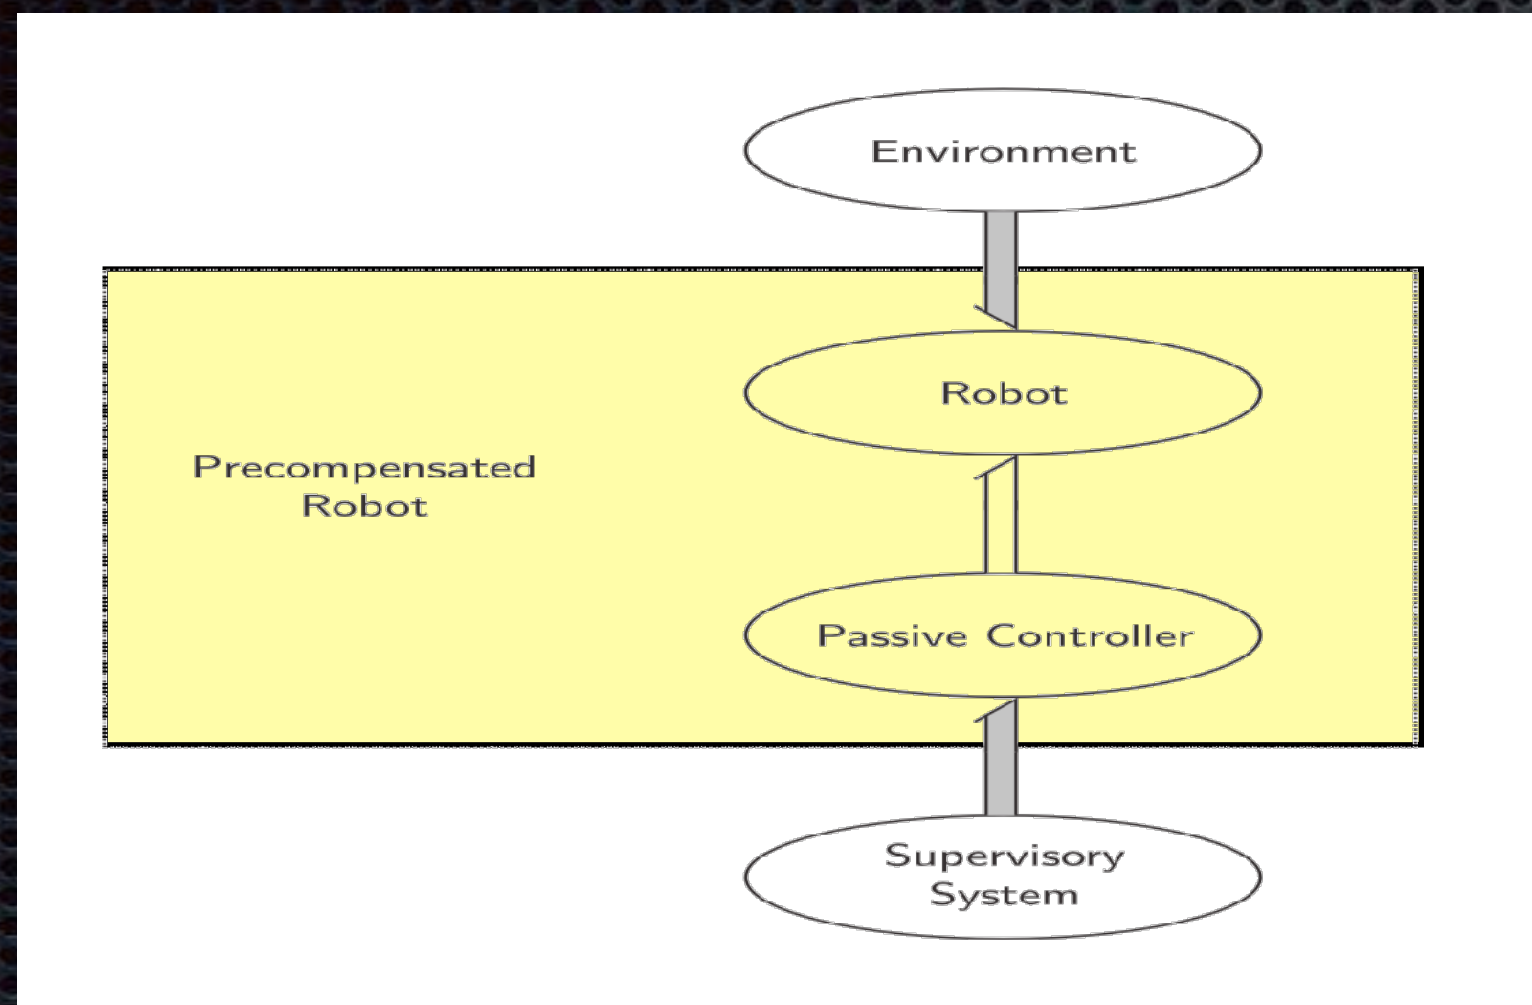 Environment
Robot
Precompensated
Robot
Passive Controller
Supervisory
System